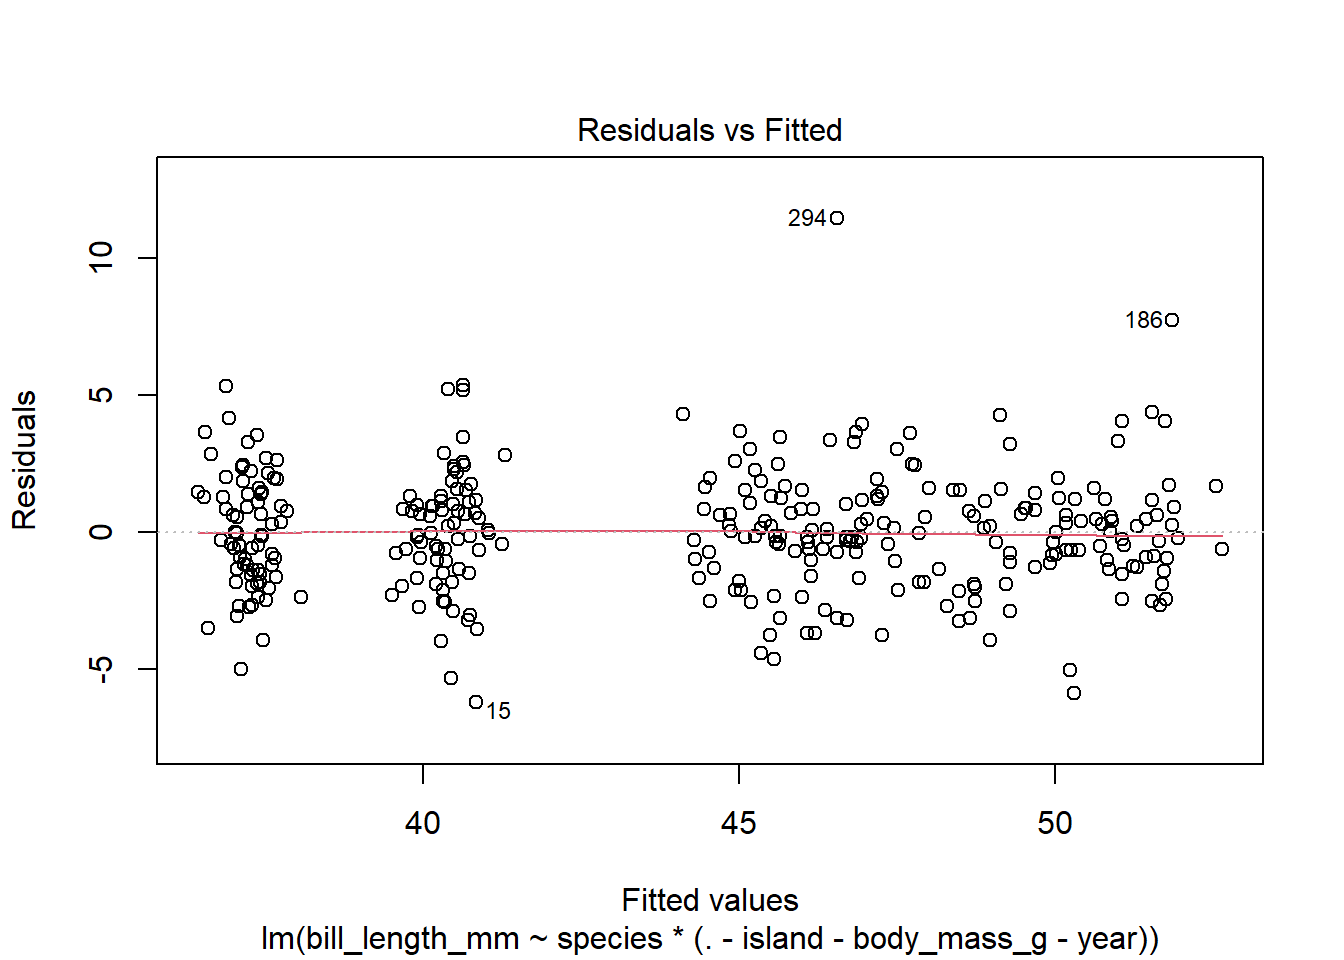 Residuals vs Fitted
294
186
15
Residuals
10
5
0
-5
40
45
50
Fitted values
lm(bill_length_mm ~ species * (. - island - body_mass_g - year))